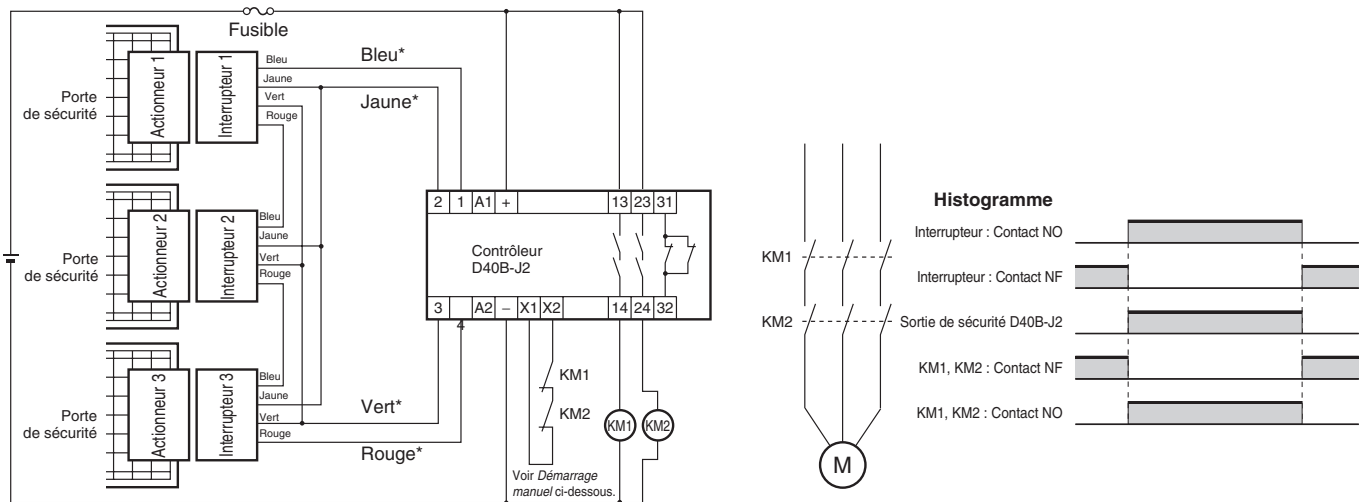 Fusible
Porte
de sécurité
Actionneur 1
Interrupteur 1
Bleu
Jaune
Vert
Rouge
Bleu*
Jaune*
Porte
de sécurité
Actionneur 2
Interrupteur 2
Bleu
Jaune
Vert
Rouge
Porte
de sécurité
Actionneur 3
Interrupteur 3
Bleu
Jaune
Vert
Rouge
Vert*
Rouge*
2 1 A1 + 13 23 31
Contrôleur
D40B-J2
3 4 A2 – X1 X2 14 24 32
KM1
KM2
KM1
KM2
Voir Démarrage
manuel ci-dessous.
KM1
KM2
M
Histogramme
Interrupteur : Contact NO
Interrupteur : Contact NF
Sortie de sécurité D40B-J2
KM1, KM2 : Contact NF
KM1, KM2 : Contact NO